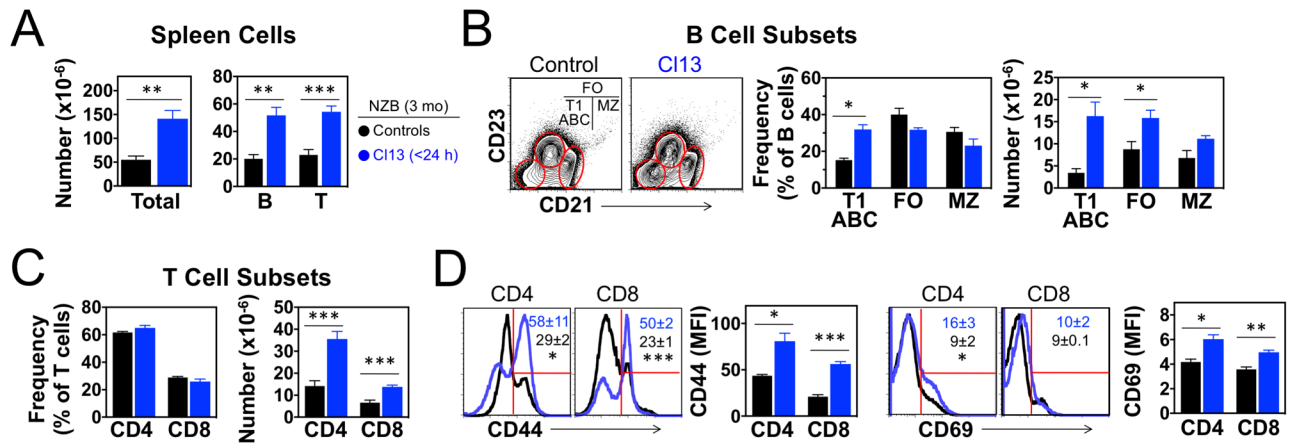 A
Spleen Cells
Number (x10-6)
200
150
100
50
0
**
Total
80
60
40
20
0
** ***
B T
NZB (3 mo)
Controls
Cl13 (<24 h)
B
B Cell Subsets
Control Cl13
FO
T1 MZ
ABC
CD23
CD21
Frequency
(% of B cells)
60
40
20
0
*
T1 FO MZ
ABC
Number (x10-6)
25
20
15
10
5
0
* *
T1 FO MZ
ABC
C
T Cell Subsets
Frequency
(% of T cells)
80
60
40
20
0
CD4 CD8
Number (x10-6)
50
40
30
20
10
0
***
***
CD4 CD8
D
CD4 CD8
58±11
29±2
*
50±2
23±1
***
CD44
CD44 (MFI)
100
50
0
*
***
CD4 CD8
CD4 CD8
16±3
9±2
*
10±2
9±0.1
CD69
CD69 (MFI)
8
6
4
2
0
*
**
CD4 CD8